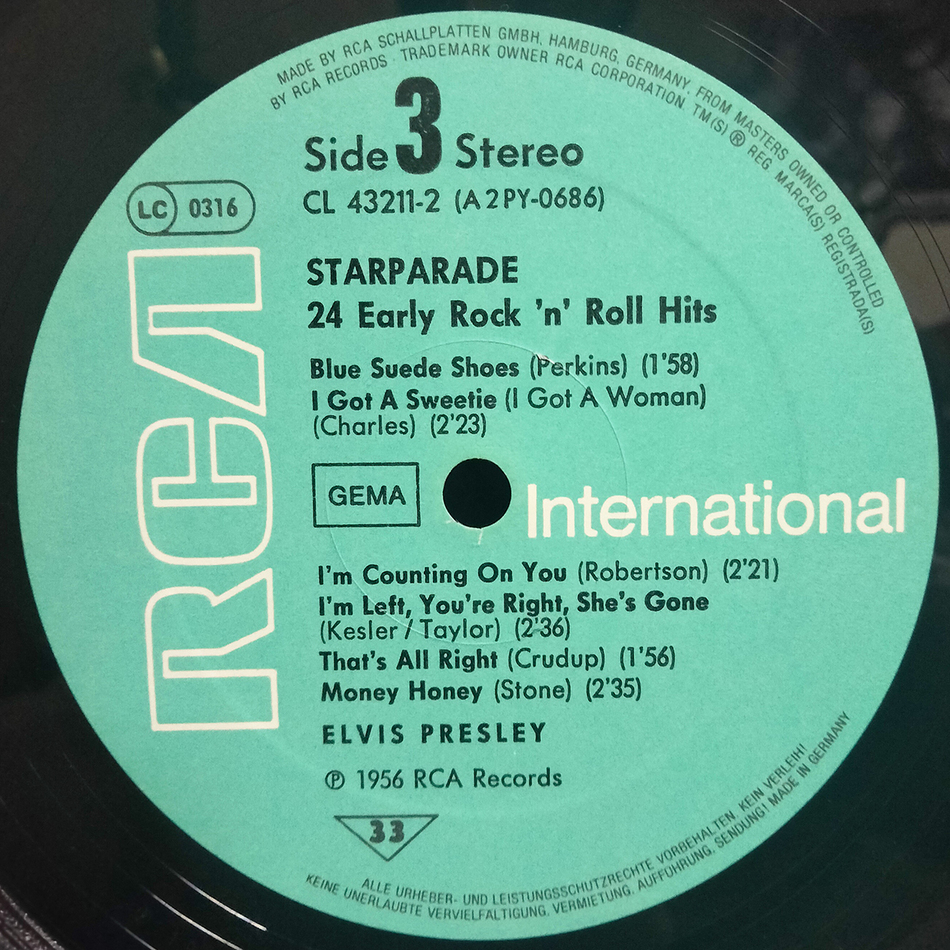 MADE BY RCA SCHALLPLATTEN GMBH, HAMBURG, GERMANY, FROM MASTERS OWNED OR CONTROLLED
BY RCA RECORDS · TRADEMARK OWNER RCA CORPORATION. TM(S) ® REG. MARCA(S) REGISTRADA(S)
Side 3 Stereo
CL 43211-2 (A2PY-0686)
LC 0316
RCA
STARPARADE
24 Early Rock 'n' Roll Hits
Blue Suede Shoes (Perkins) (1'58)
I Got A Sweetie (I Got A Woman)
(Charles) (2'23)
GEMA
International
I'm Counting On You (Robertson) (2'21)
I'm Left, You're Right, She's Gone
(Kesler / Taylor) (2'36)
That's All Right (Crudup) (1'56)
Money Honey (Stone) (2'35)
ELVIS PRESLEY
℗ 1956 RCA Records
33
ALLE URHEBER- UND LEISTUNGSSCHUTZRECHTE VORBEHALTEN. KEIN VERLEIH!
KEINE UNERLAUBTE VERVIELFÄLTIGUNG, VERMIETUNG, AUFFÜHRUNG, SENDUNG! MADE IN GERMANY